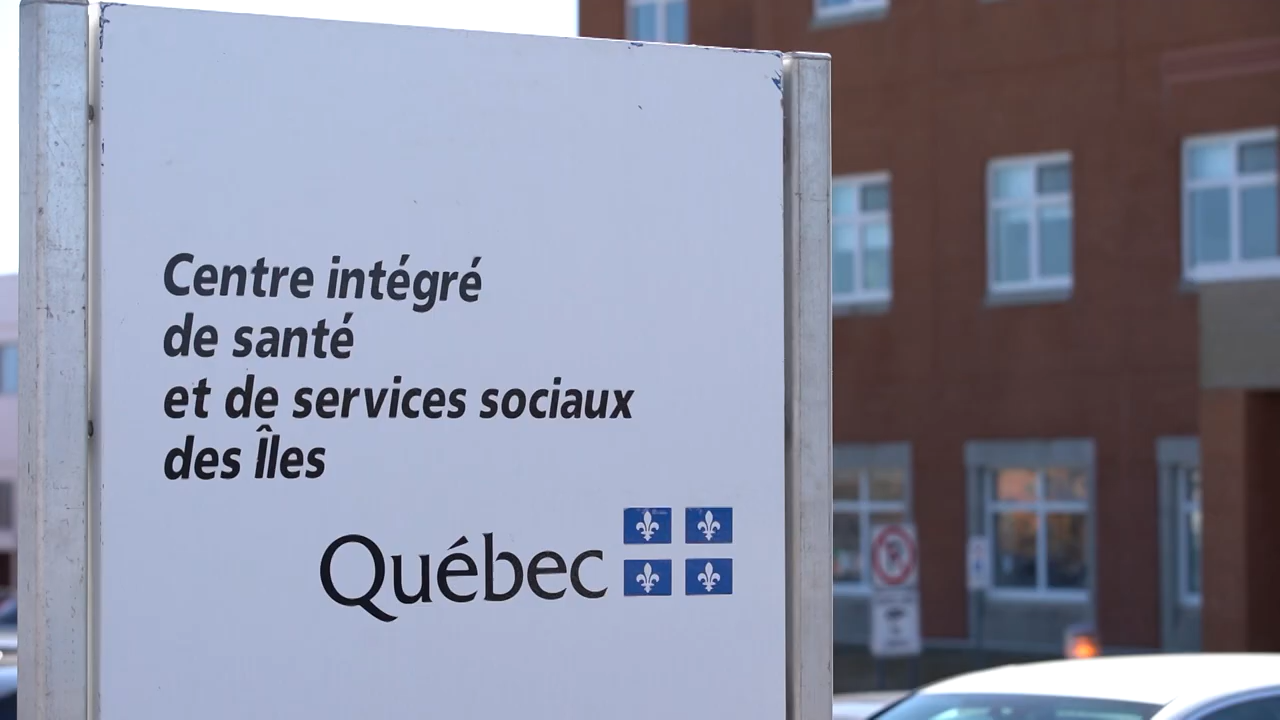 Centre intégré
de santé
et de services sociaux
des Îles
Québec